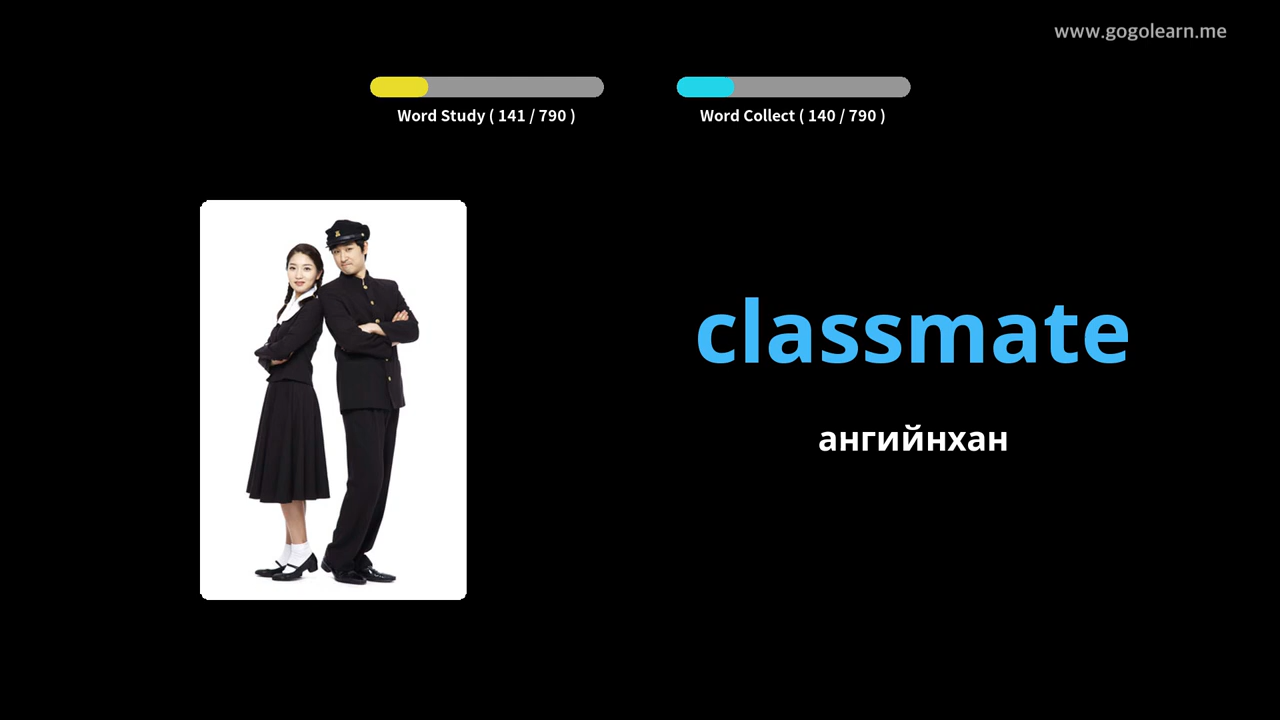 www.gogolearn.me
Word Study ( 141 / 790 )
Word Collect ( 140 / 790 )
classmate
ангийнхан